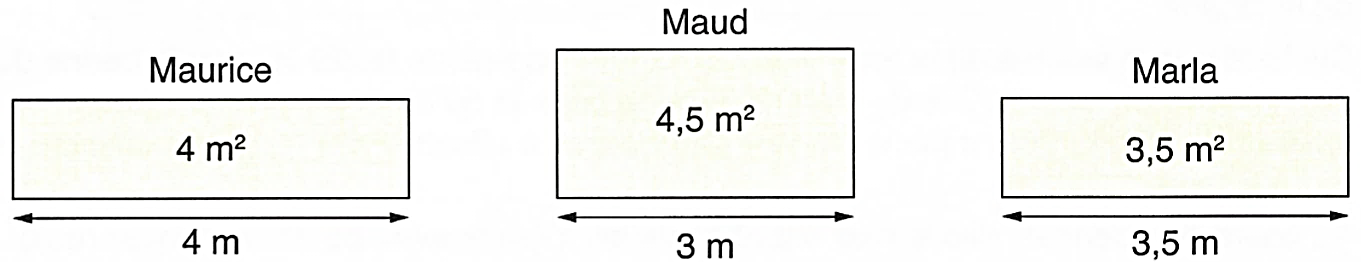 Maurice
4 m²
4 m
Maud
4,5 m²
3 m
Marla
3,5 m²
3,5 m